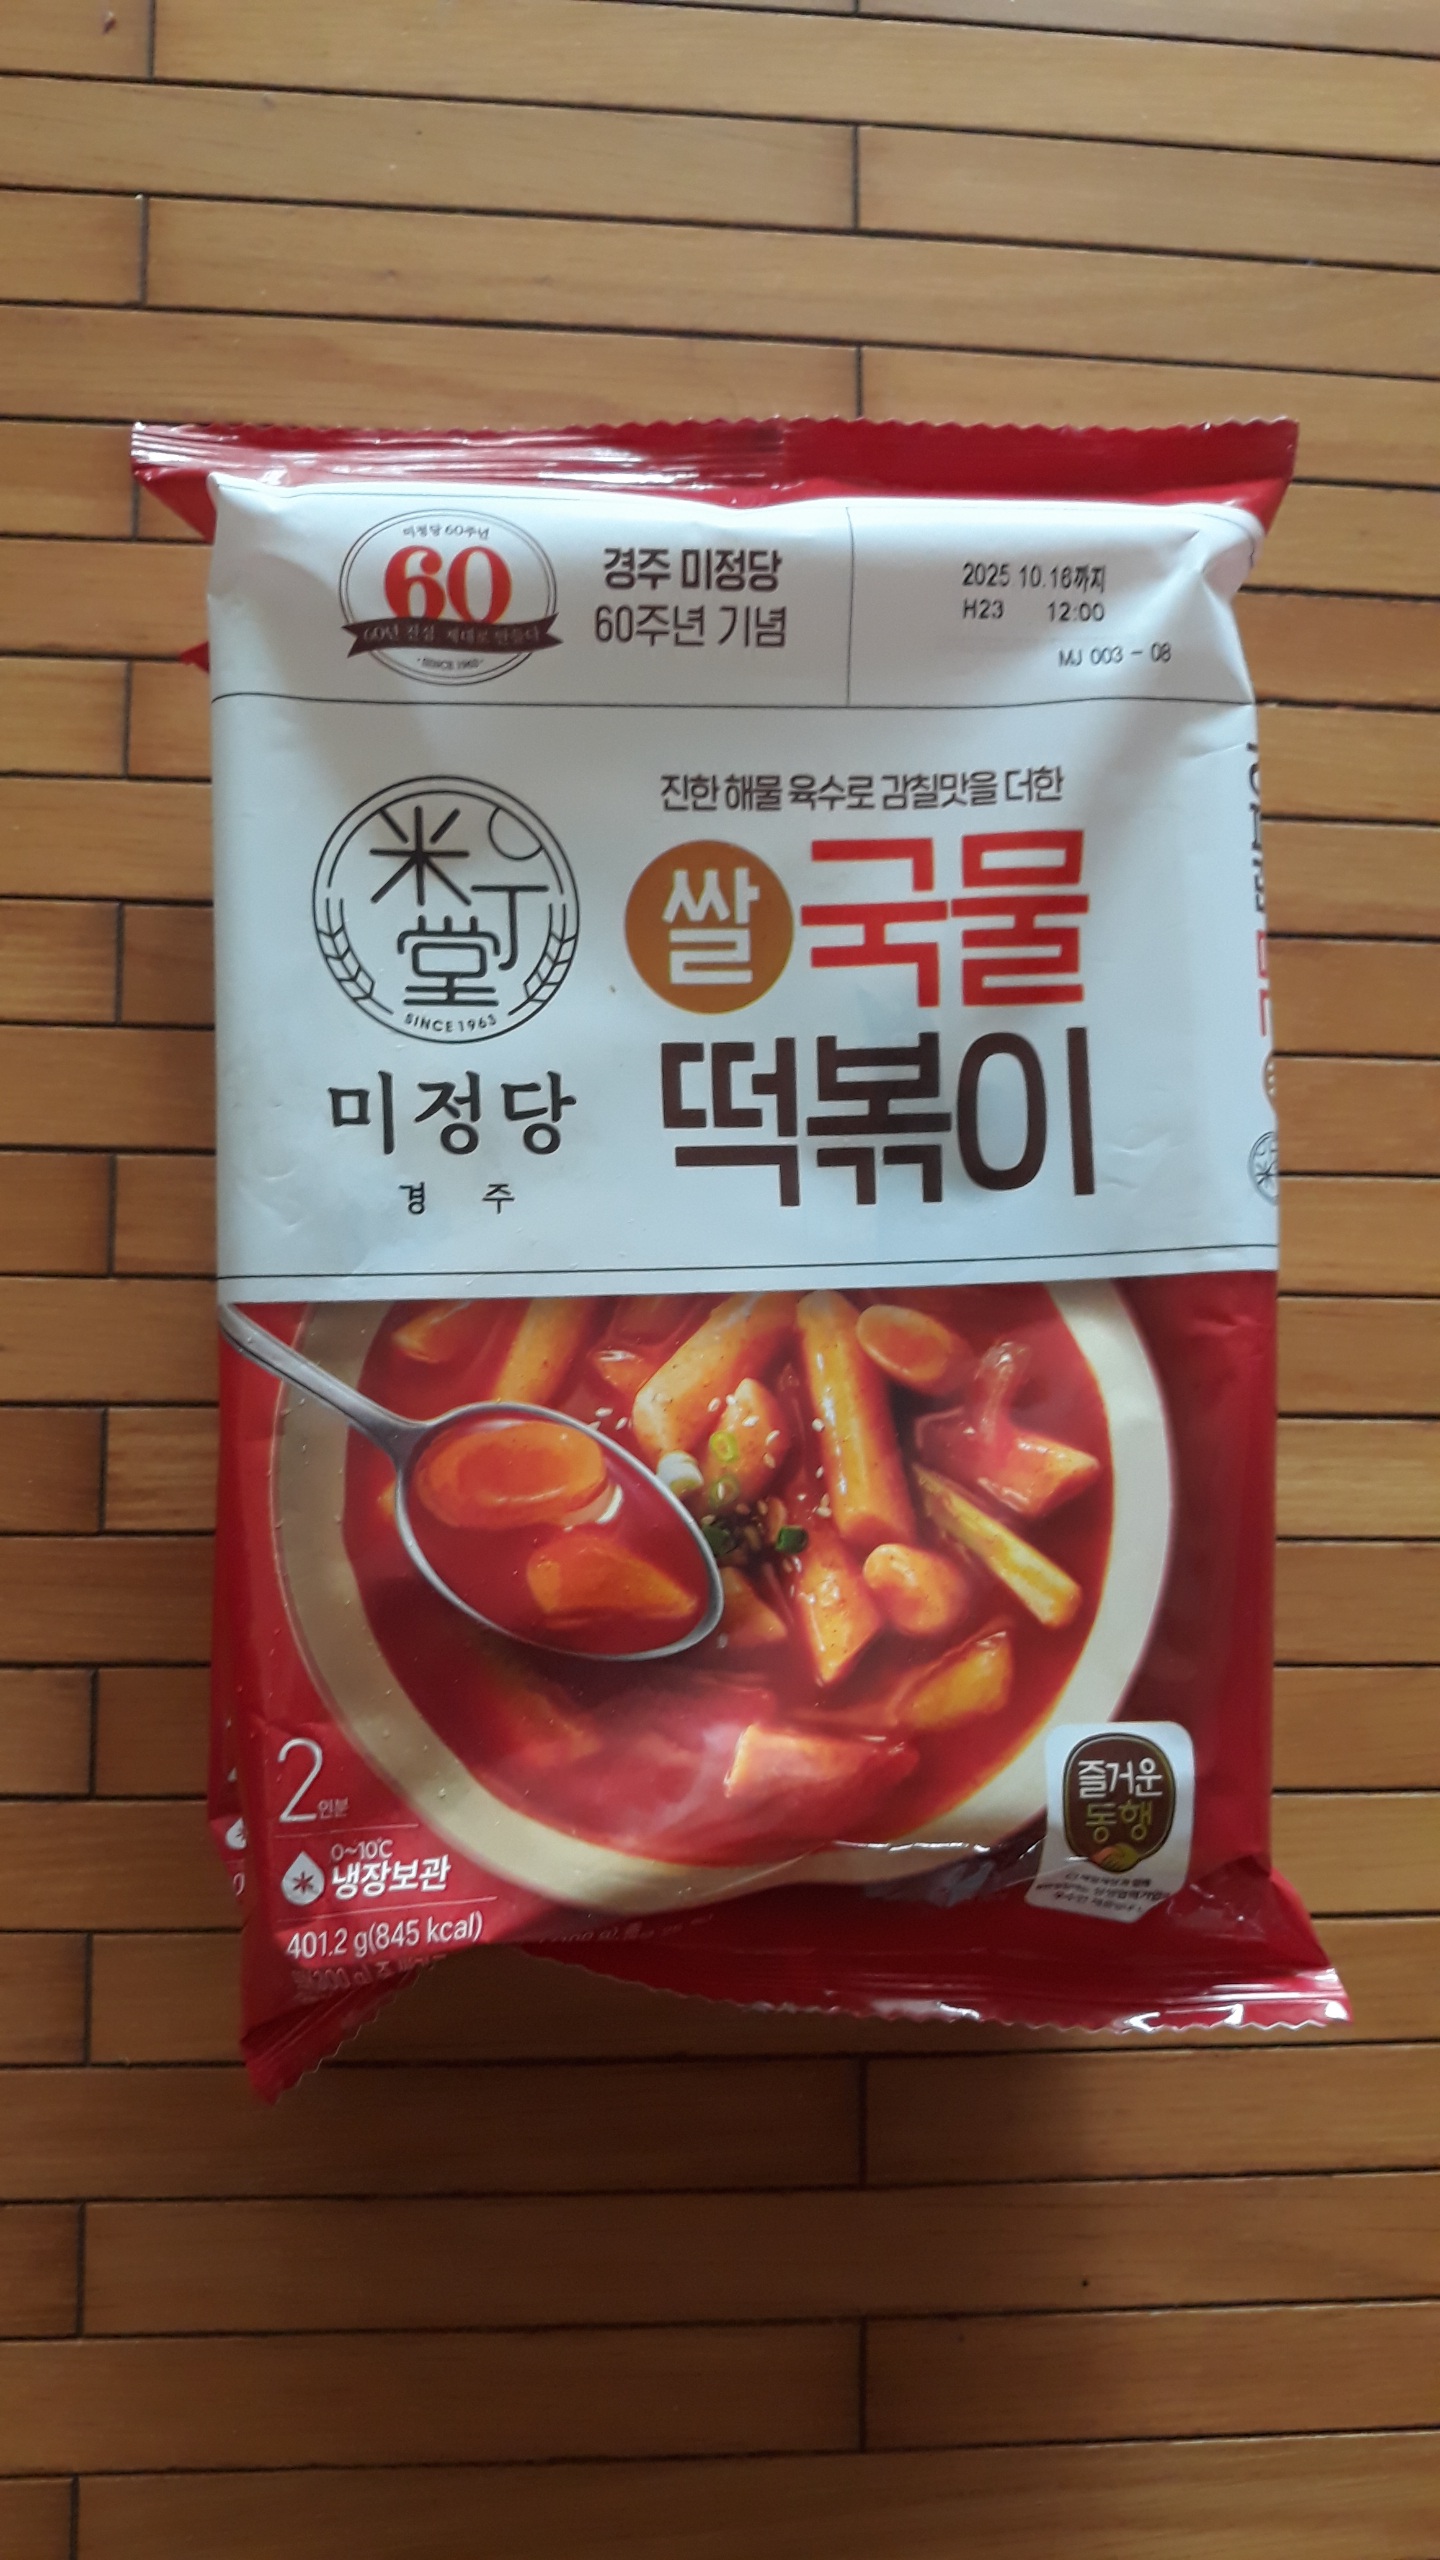 미정당 60주년
60
SINCE 1963
경주 미정당
60주년 기념
2025.10.16까지
H23 12:00
MJ 003 - 08
米丁堂
SINCE 1963
미정당
경주
진한 해물 육수로 감칠맛을 더한
쌀 국물
떡볶이
2인분
0~10℃
냉장보관
401.2 g(845 kcal)
즐거운
동행